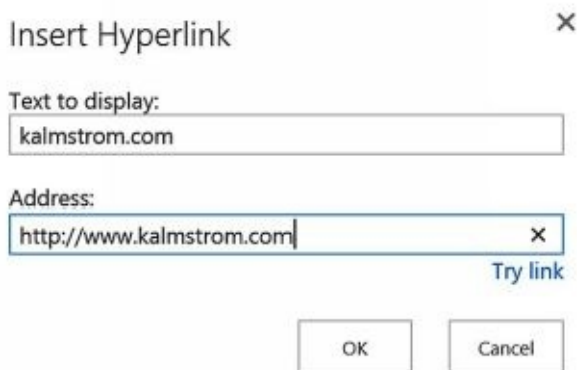 Insert Hyperlink
Text to display:
kalmstrom.com
Address:
http://www.kalmstrom.com
Try link
OK Cancel